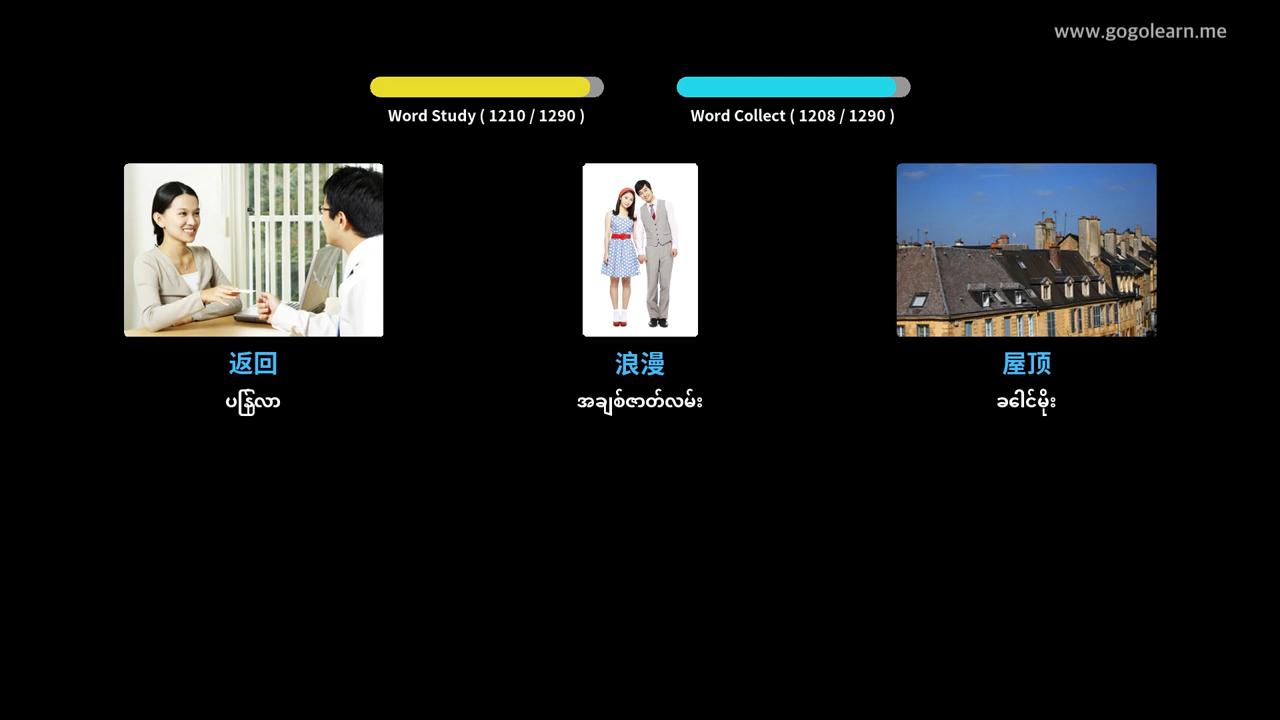 www.gogolearn.me
Word Study ( 1210 / 1290 )
Word Collect ( 1208 / 1290 )
返回
ပြန်လာ
浪漫
အချစ်ဇာတ်လမ်း
屋顶
ခေါင်မိုး